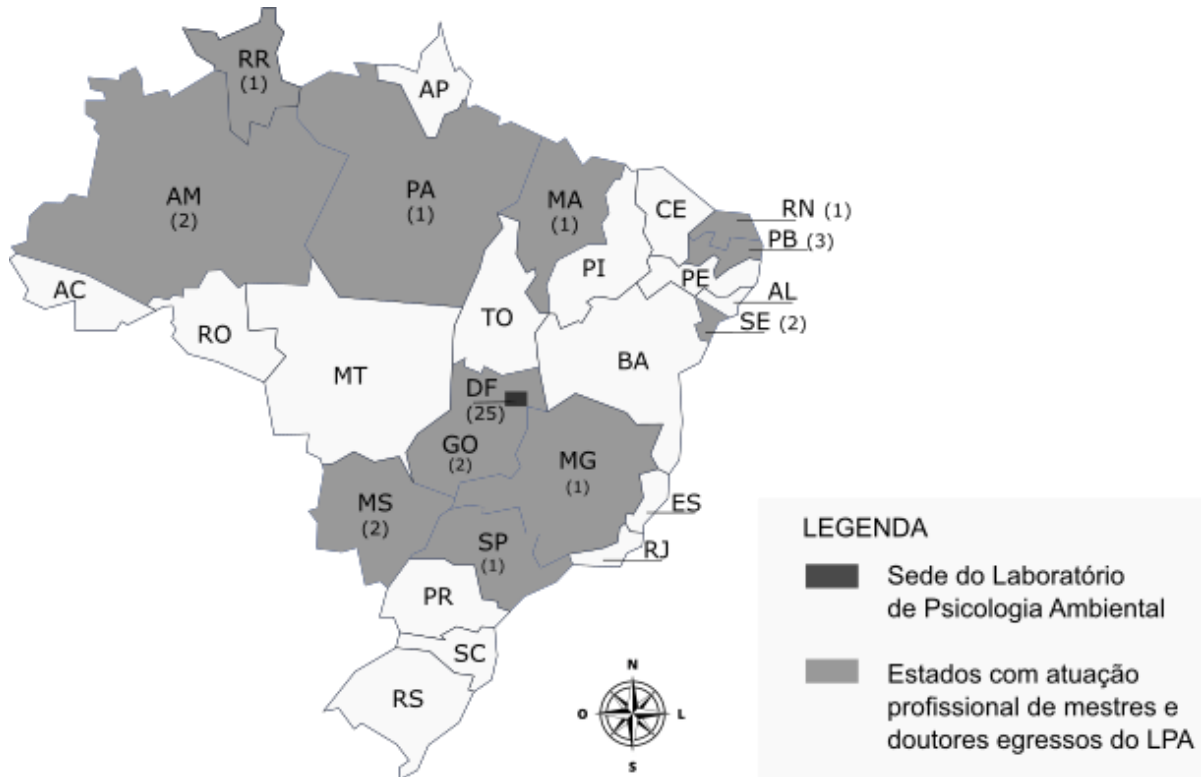 RR
(1)
AP
AM
(2)
PA
(1)
MA
(1)
CE
RN (1)
PB (3)
PI
PE
AL
SE (2)
AC
RO
TO
BA
MT
DF
(25)
GO
(2)
MG
(1)
MS
(2)
ES
SP
(1)
RJ
PR
SC
RS
N
O
L
S
LEGENDA
Sede do Laboratório
de Psicologia Ambiental
Estados com atuação
profissional de mestres e
doutores egressos do LPA